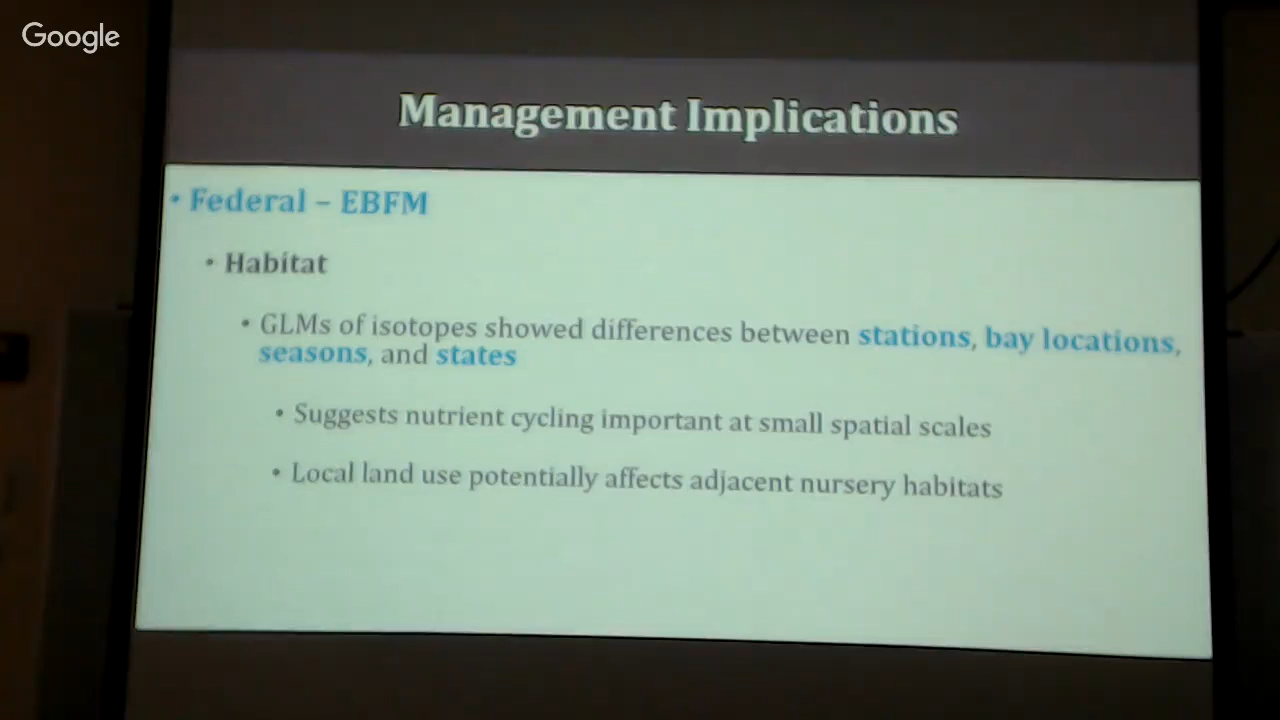 Google
Management Implications
• Federal – EBFM
• Habitat
• GLMs of isotopes showed differences between stations, bay locations,
seasons, and states
• Suggests nutrient cycling important at small spatial scales
• Local land use potentially affects adjacent nursery habitats